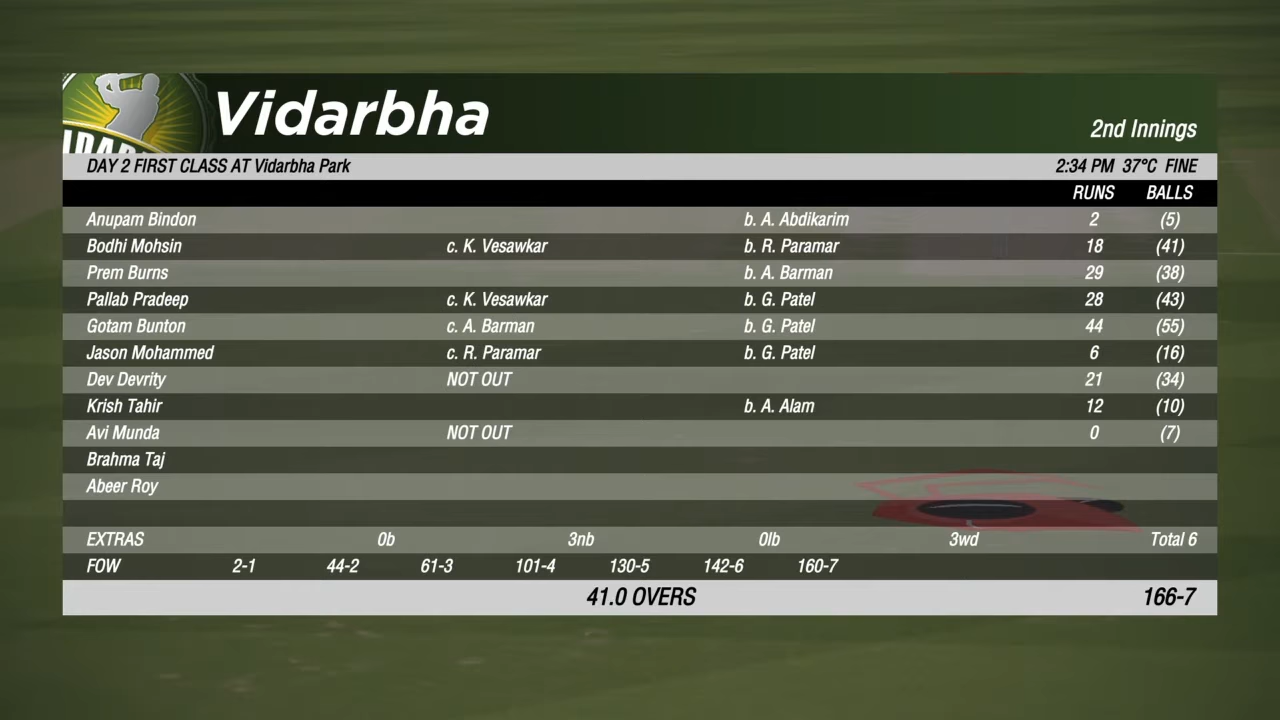 Vidarbha
2nd Innings
DAY 2 FIRST CLASS AT Vidarbha Park 2:34 PM 37°C FINE
RUNS BALLS
Anupam Bindon b. A. Abdikarim 2 (5)
Bodhi Mohsin c. K. Vesawkar b. R. Paramar 18 (41)
Prem Burns b. A. Barman 29 (38)
Pallab Pradeep c. K. Vesawkar b. G. Patel 28 (43)
Gotam Bunton c. A. Barman b. G. Patel 44 (55)
Jason Mohammed c. R. Paramar b. G. Patel 6 (16)
Dev Devrity NOT OUT 21 (34)
Krish Tahir b. A. Alam 12 (10)
Avi Munda NOT OUT 0 (7)
Brahma Taj
Abeer Roy
EXTRAS 0b 3nb 0lb 3wd Total 6
FOW 2-1 44-2 61-3 101-4 130-5 142-6 160-7
41.0 OVERS 166-7